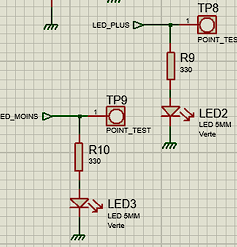 TP8
LED_PLUS
1
POINT_TEST
R9
330
TP9
ED_MOINS
1
POINT_TEST
LED2
LED 5MM
Verte
R10
330
LED3
LED 5MM
Verte